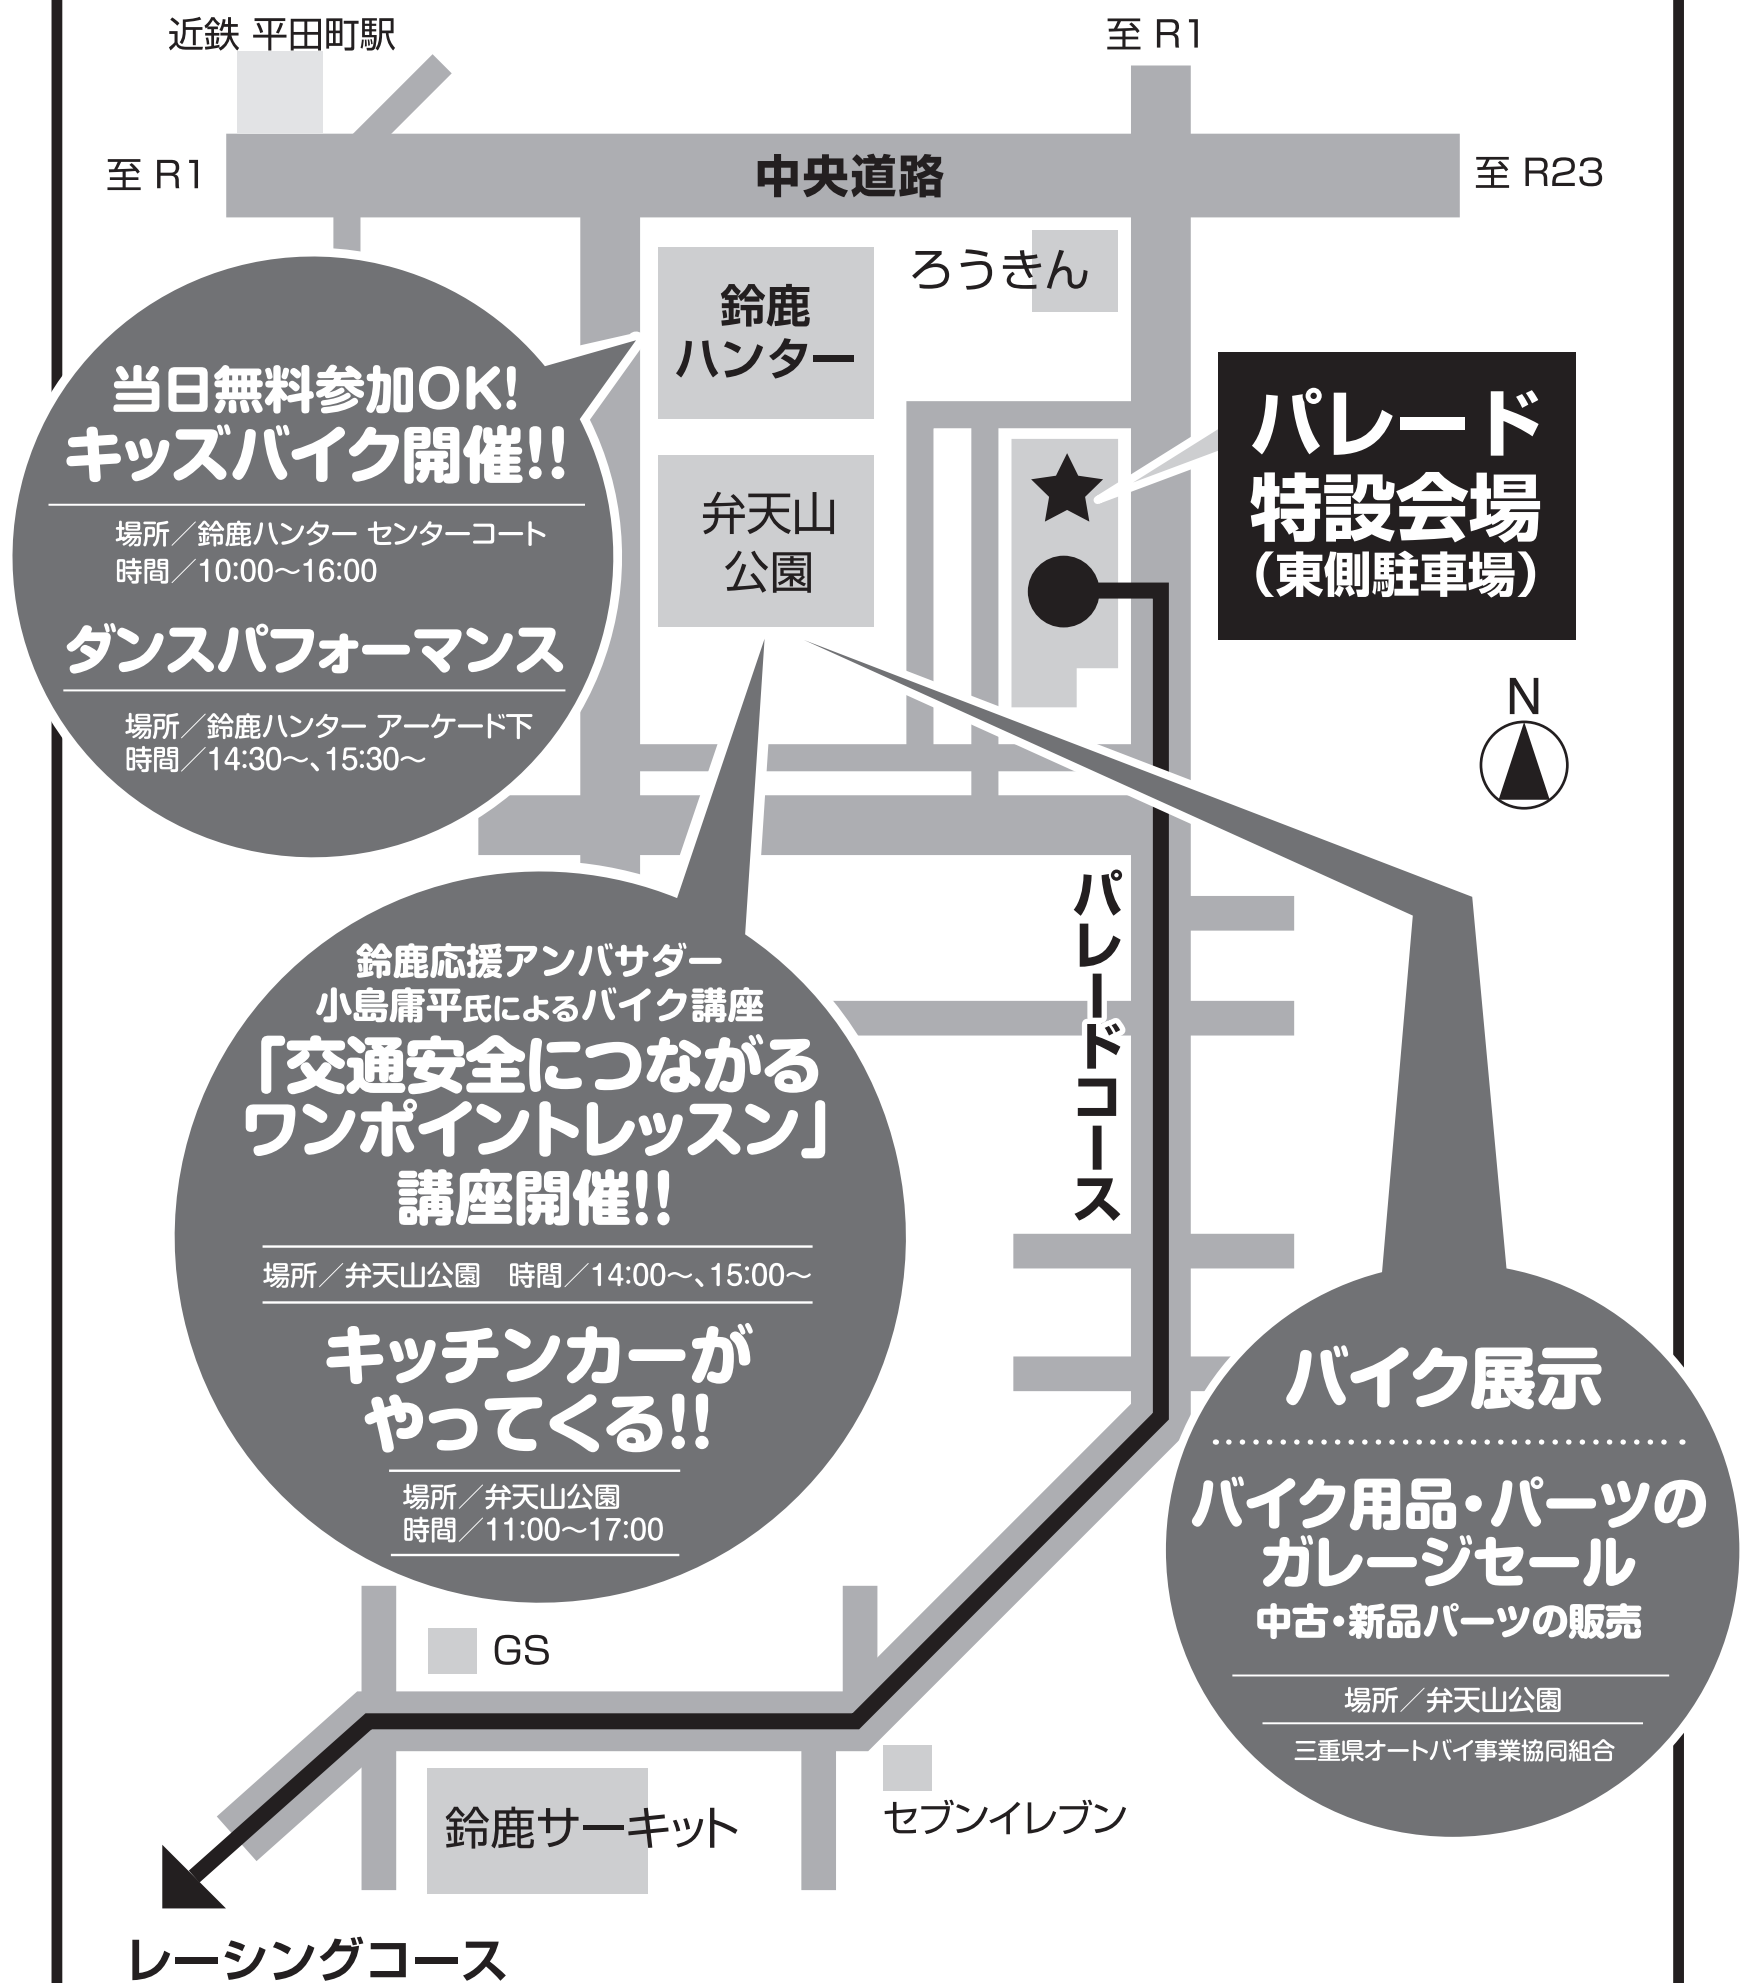 近鉄 平田町駅
至 R1
至 R1
中央道路
至 R23
ろうきん
鈴鹿
ハンター
当日無料参加OK!
キッズバイク開催!!
場所／鈴鹿ハンター センターコート
時間／10:00〜16:00
ダンスパフォーマンス
場所／鈴鹿ハンター アーケード下
時間／14:30〜、15:30〜
弁天山
公園
パレード
特設会場
（東側駐車場）
N
パレードコース
鈴鹿応援アンバサダー
小島庸平氏によるバイク講座
「交通安全につながる
ワンポイントレッスン」
講座開催!!
場所／弁天山公園　時間／14:00〜、15:00〜
キッチンカーが
やってくる!!
場所／弁天山公園
時間／11:00〜17:00
バイク展示
バイク用品・パーツの
ガレージセール
中古・新品パーツの販売
場所／弁天山公園
三重県オートバイ事業協同組合
GS
鈴鹿サーキット
セブンイレブン
レーシングコース